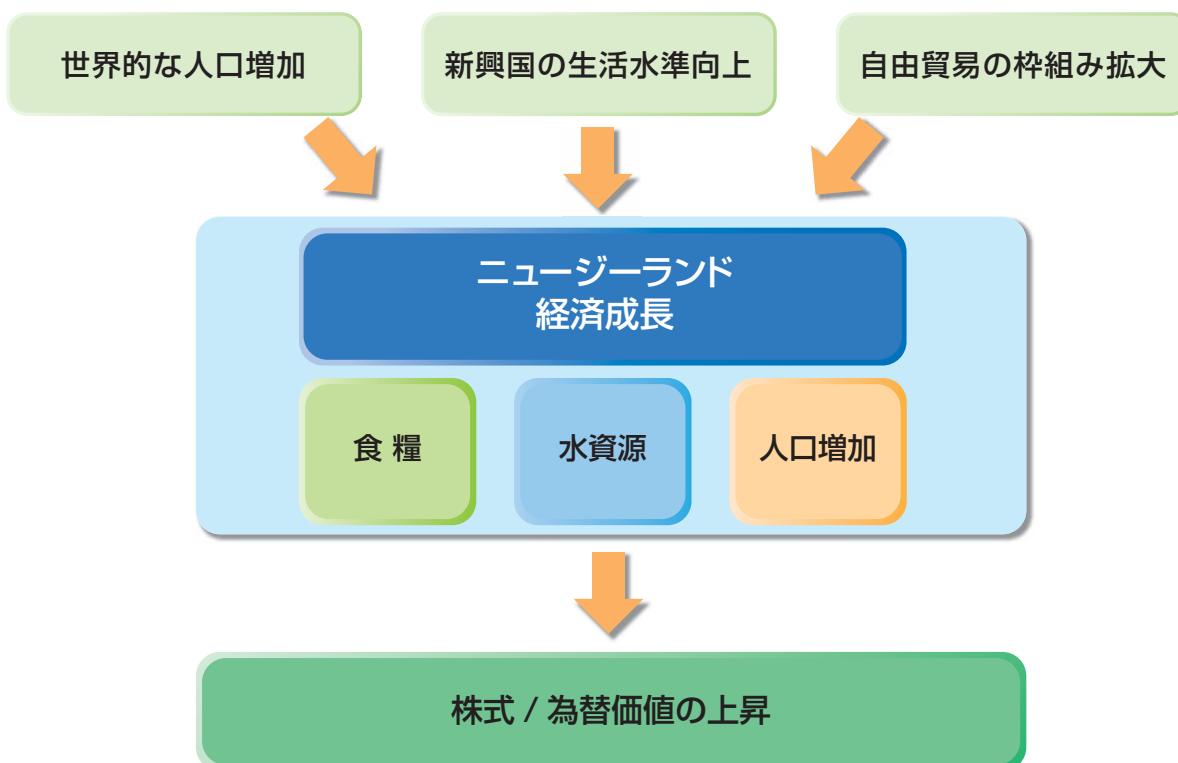 世界的な人口増加
新興国の生活水準向上
自由貿易の枠組み拡大
ニュージーランド
経済成長
食 糧
水資源
人口増加
株式 / 為替価値の上昇